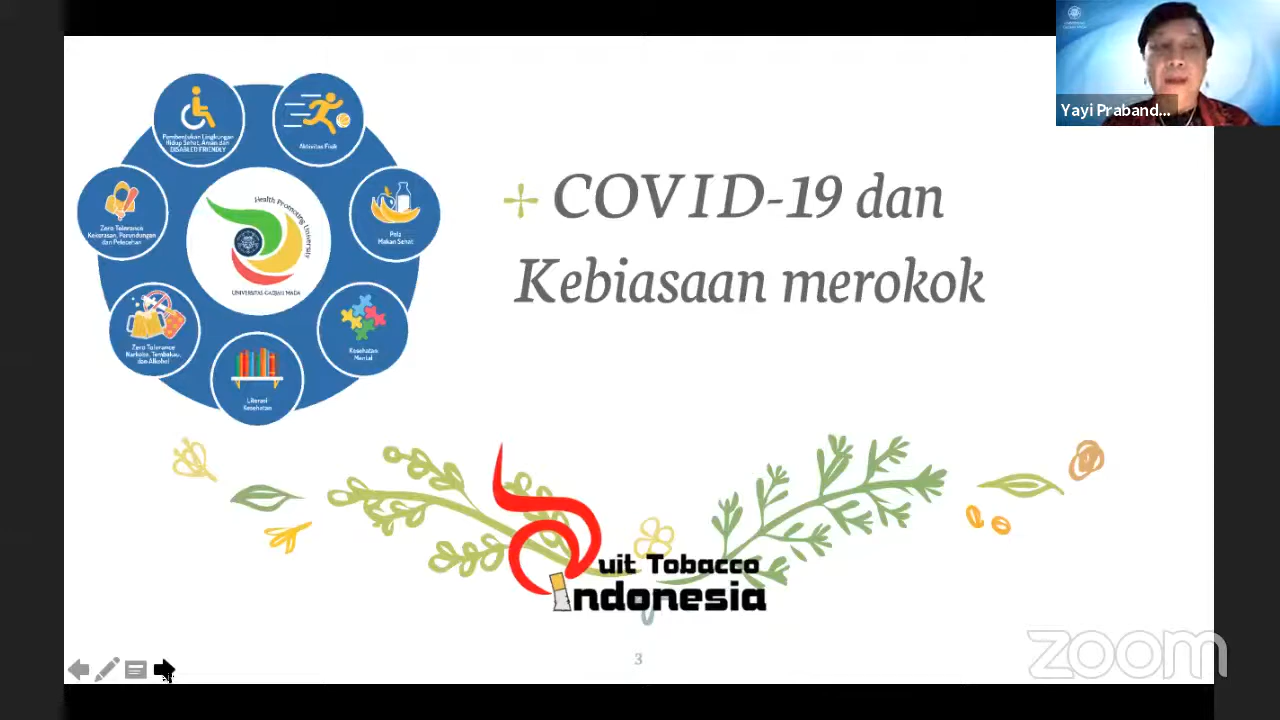 Yayi Praband...
Pembentukan Lingkungan
Hidup Sehat, Aman dan
DISABLED FRIENDLY
Aktivitas Fisik
Zero Tolerance
Kekerasan, Perundungan
dan Pelecehan
Health Promoting University
UNIVERSITAS GADJAH MADA
Pola
Makan Sehat
Zero Tolerance
Narkoba, Tembakau,
dan Alkohol
Kesehatan
Mental
Literasi
Kesehatan
COVID-19 dan
Kebiasaan merokok
Quit Tobacco
Indonesia
3
zoom